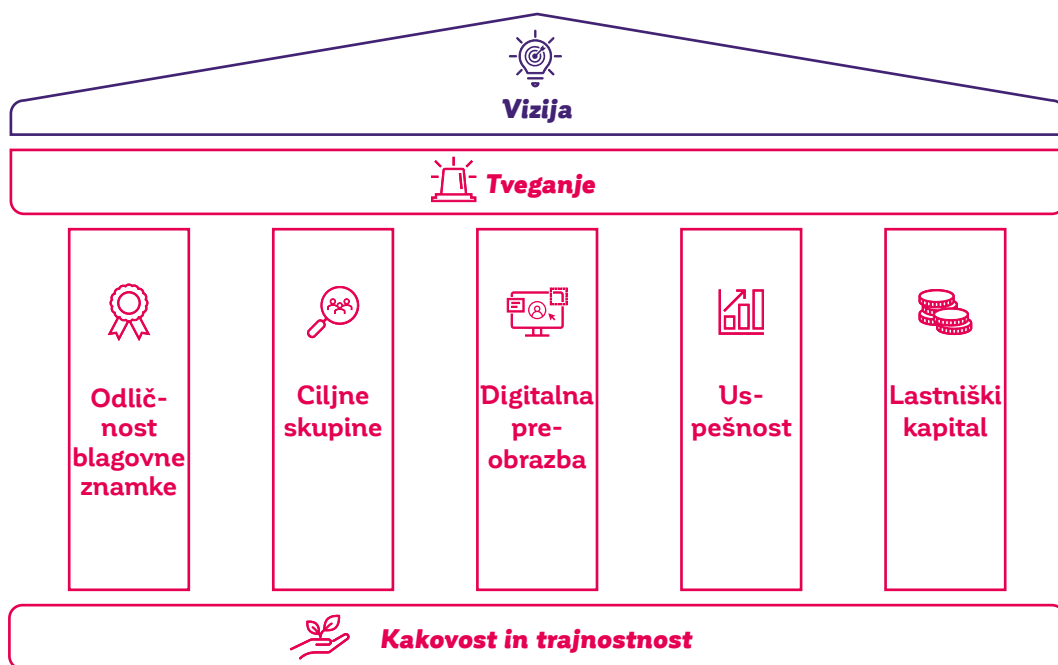 Vizija
Tveganje
Odlič-
nost
blagovne
znamke
Ciljne
skupine
Digitalna
pre-
obrazba
Us-
pešnost
Lastniški
kapital
Kakovost in trajnostnost